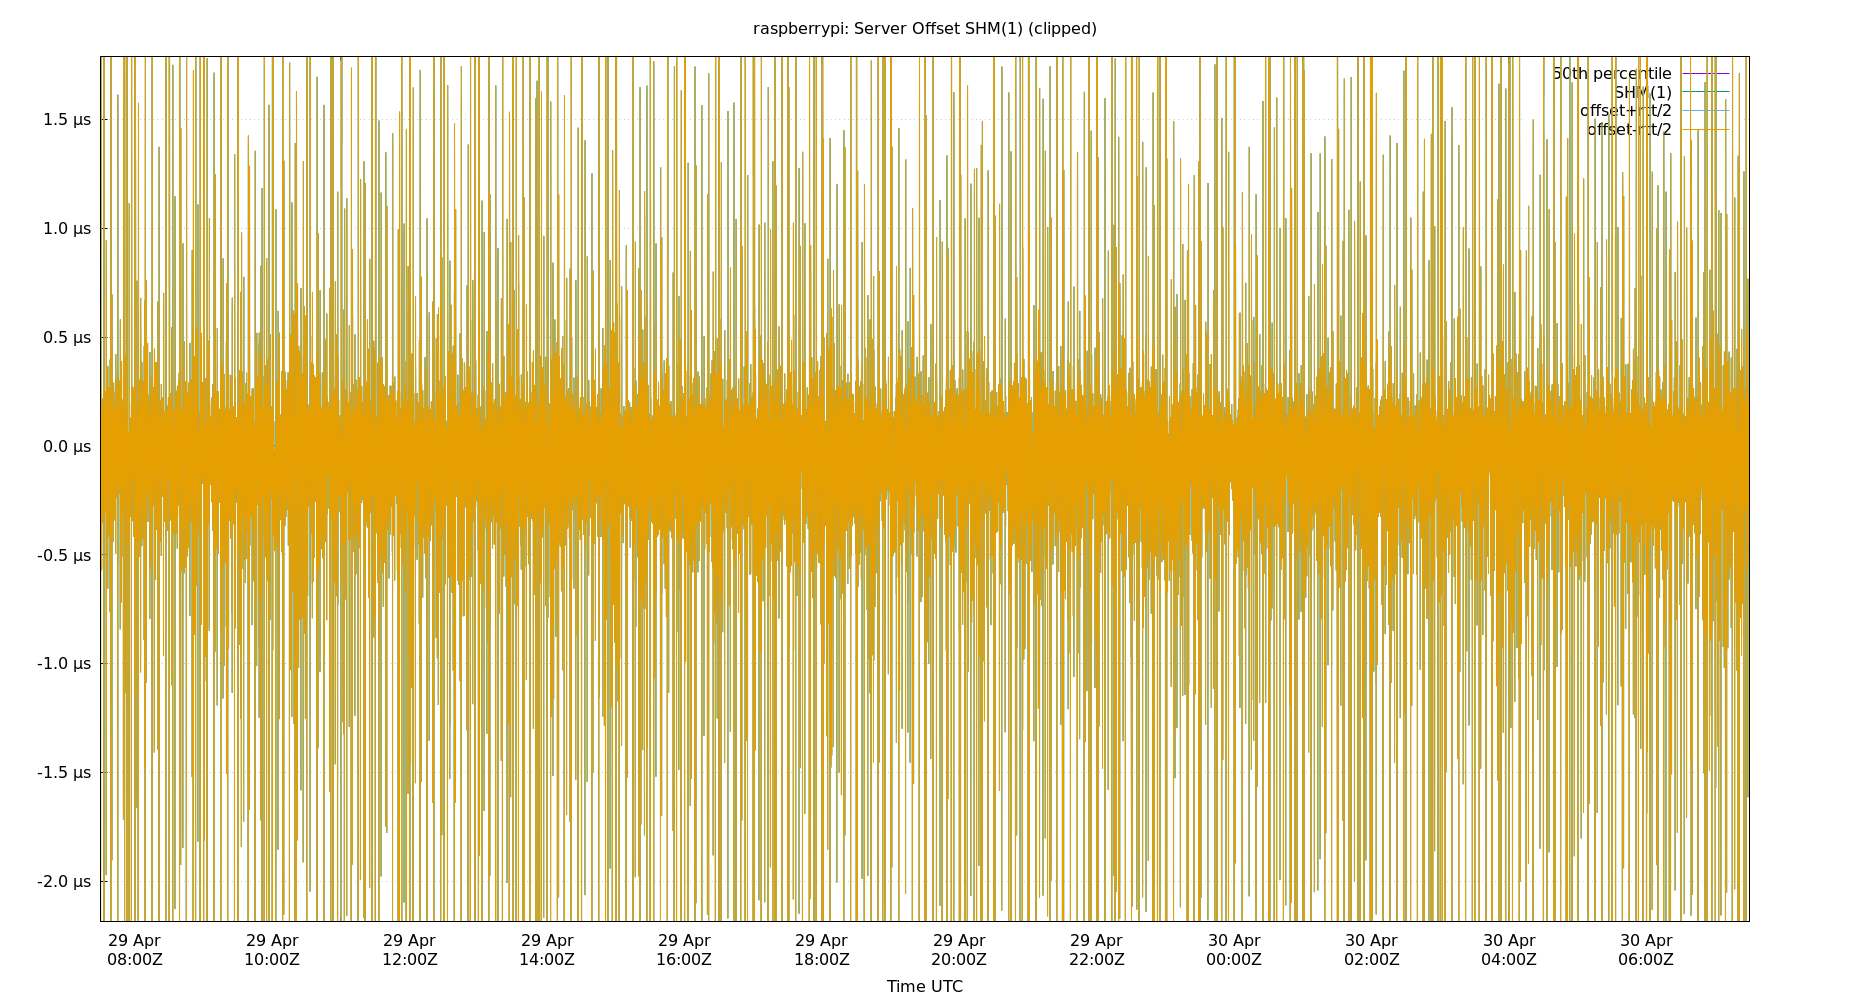 raspberrypi: Server Offset SHM(1) (clipped)
50th percentile
SHM(1)
offset+rtt/2
offset-rtt/2
1.5 µs
1.0 µs
0.5 µs
0.0 µs
-0.5 µs
-1.0 µs
-1.5 µs
-2.0 µs
29 Apr 29 Apr 29 Apr 29 Apr 29 Apr 29 Apr 29 Apr 29 Apr 30 Apr 30 Apr 30 Apr 30 Apr
08:00Z 10:00Z 12:00Z 14:00Z 16:00Z 18:00Z 20:00Z 22:00Z 00:00Z 02:00Z 04:00Z 06:00Z
Time UTC